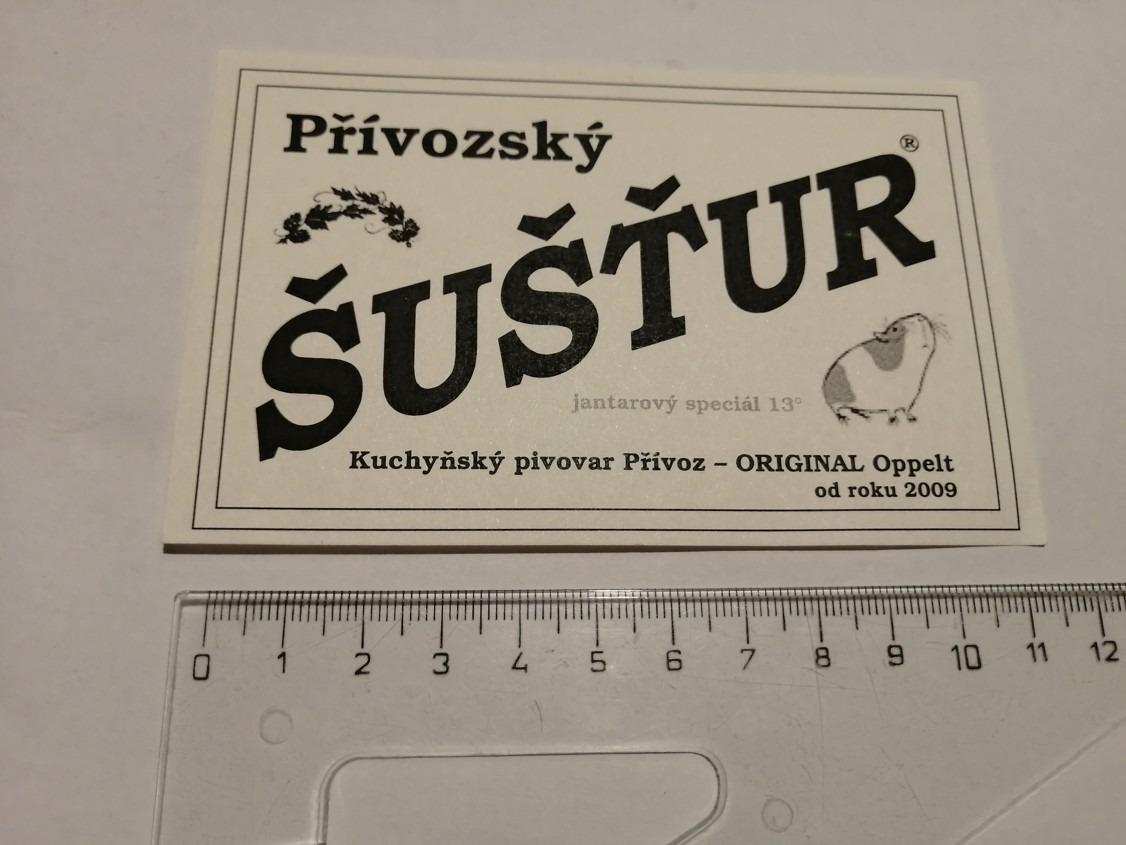 Přívozský
ŠUŠŤUR®
jantarový speciál 13°
Kuchyňský pivovar Přívoz – ORIGINAL Oppelt
od roku 2009
0 1 2 3 4 5 6 7 8 9 10 11 12